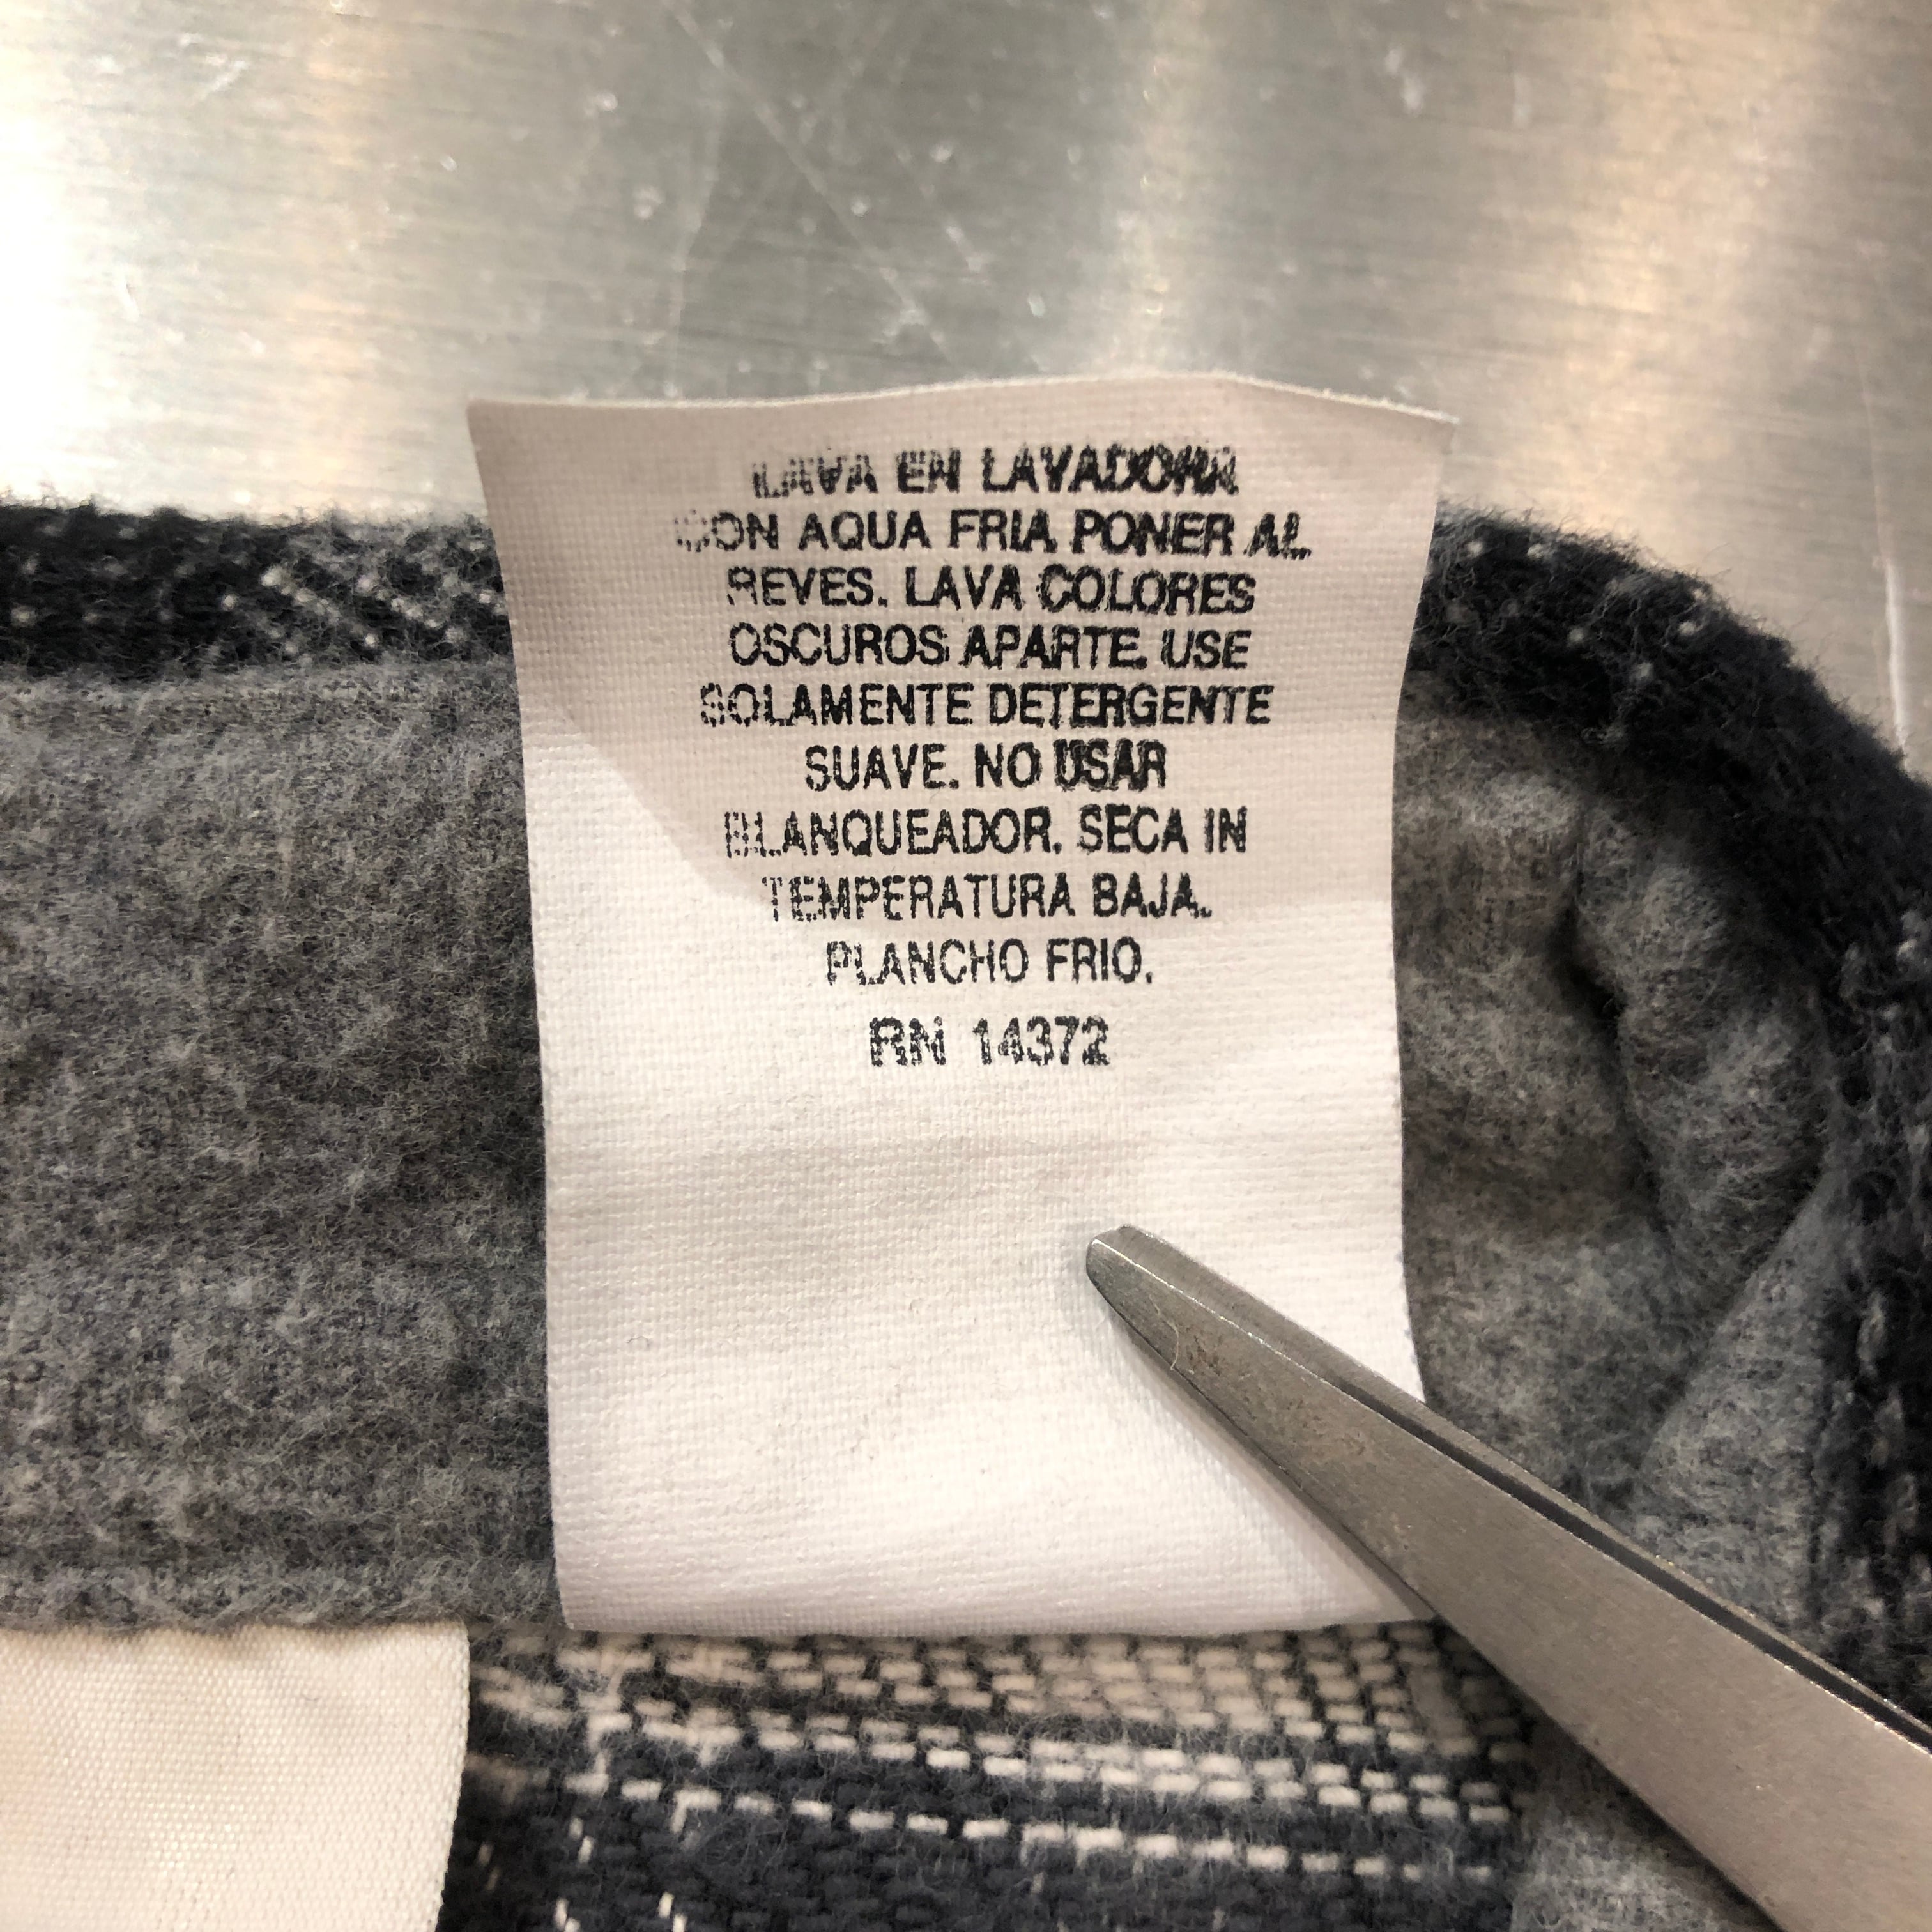 LAVA EN LAVADORA
CON AQUA FRIA PONER AL
REVES. LAVA COLORES
OSCUROS APARTE. USE
SOLAMENTE DETERGENTE
SUAVE. NO USAR
BLANQUEADOR. SECA IN
TEMPERATURA BAJA.
PLANCHO FRIO.
RN 14372